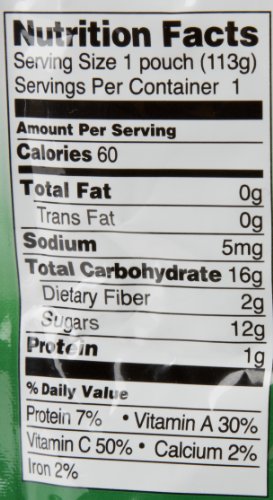 Nutrition Facts
Serving Size 1 pouch (113g)
Servings Per Container 1
Amount Per Serving
Calories 60
Total Fat 0g
Trans Fat 0g
Sodium 5mg
Total Carbohydrate 16g
Dietary Fiber 2g
Sugars 12g
Protein 1g
% Daily Value
Protein 7% • Vitamin A 30%
Vitamin C 50% • Calcium 2%
Iron 2%